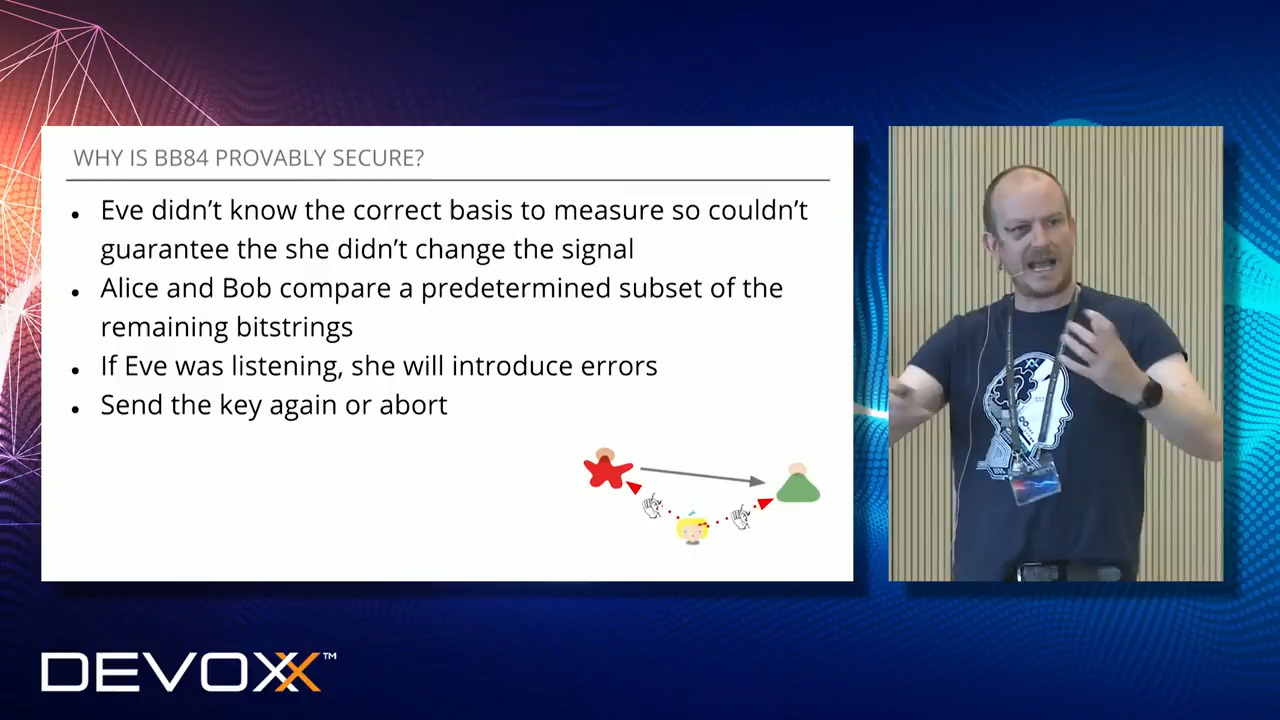 WHY IS BB84 PROVABLY SECURE?
• Eve didn’t know the correct basis to measure so couldn’t
guarantee the she didn’t change the signal
• Alice and Bob compare a predetermined subset of the
remaining bitstrings
• If Eve was listening, she will introduce errors
• Send the key again or abort
DEVOXX™